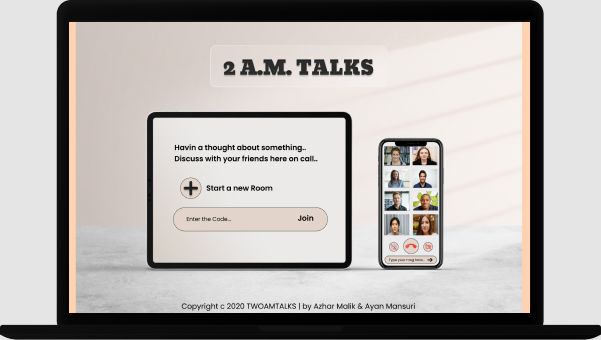 2 A.M. TALKS
Havin a thought about something..
Discuss with your friends here on call..
Start a new Room
Enter the Code...
Join
Type your msg here...
Copyright c 2020 TWOAMTALKS | by Azhar Malik & Ayan Mansuri